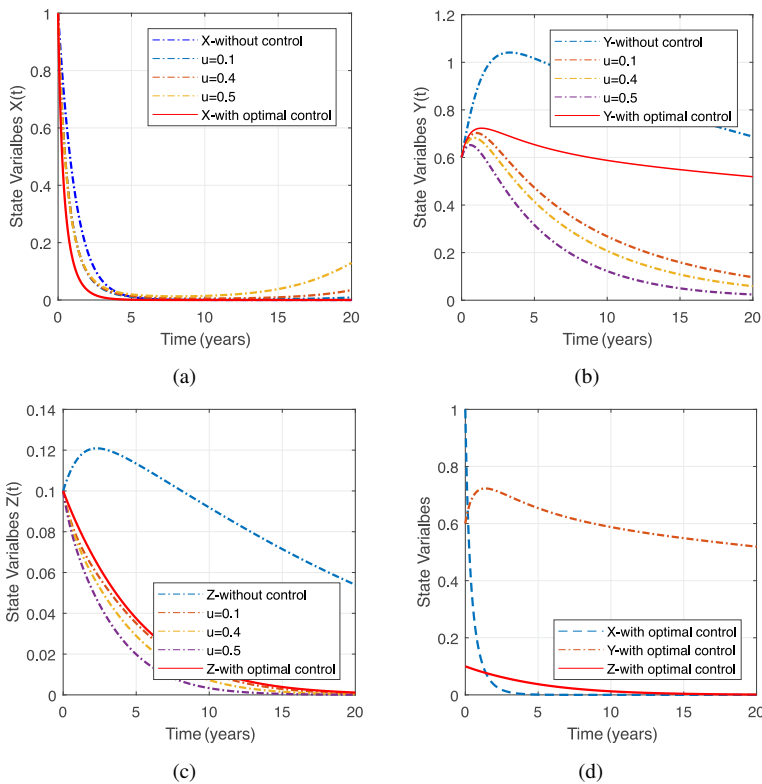 1
0.8
0.6
0.4
0.2
0
0 5 10 15 20
State Varialbes X(t)
Time (years)
X-without control
u=0.1
u=0.4
u=0.5
X-with optimal control
(a)
1.2
1
0.8
0.6
0.4
0.2
0
0 5 10 15 20
State Varialbes Y(t)
Time (years)
Y-without control
u=0.1
u=0.4
u=0.5
Y-with optimal control
(b)
0.14
0.12
0.1
0.08
0.06
0.04
0.02
0
0 5 10 15 20
State Varialbes Z(t)
Time (years)
Z-without control
u=0.1
u=0.4
u=0.5
Z-with optimal control
(c)
1
0.8
0.6
0.4
0.2
0
0 5 10 15 20
State Varialbes
Time (years)
X-with optimal control
Y-with optimal control
Z-with optimal control
(d)